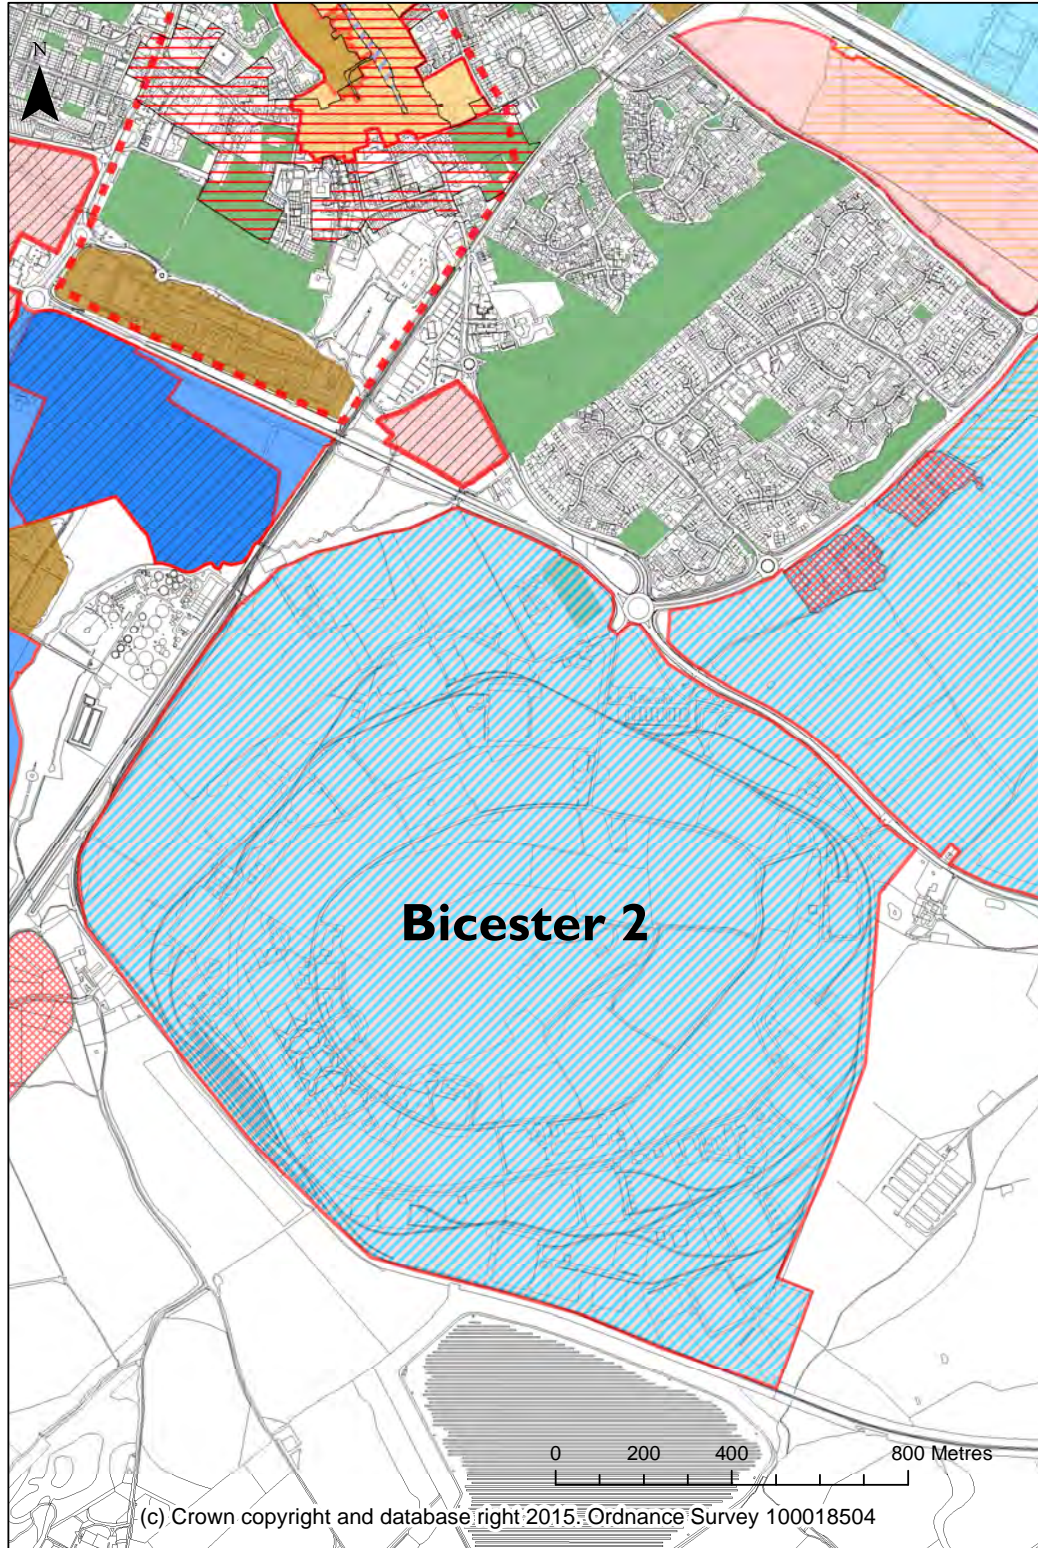 N
Bicester 2
0 200 400 800 Metres
(c) Crown copyright and database right 2015. Ordnance Survey 100018504